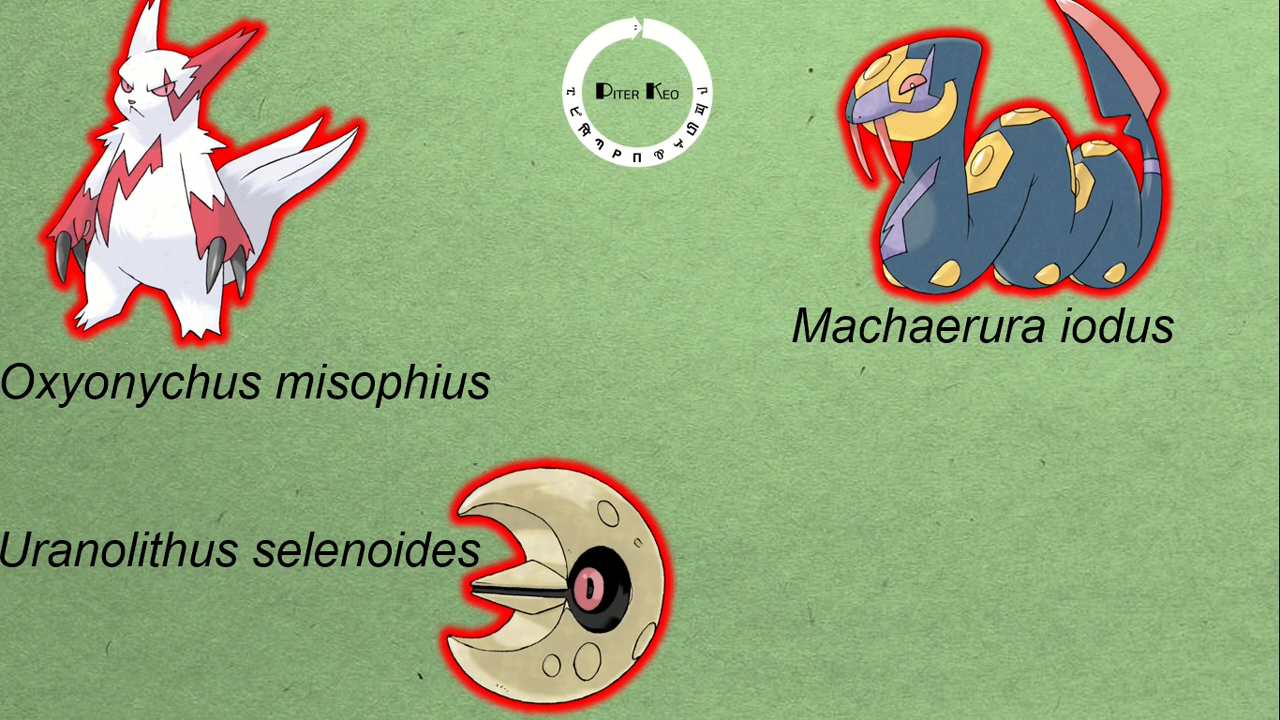 PITER KEO
Machaerura iodus
Oxyonychus misophius
Uranolithus selenoides